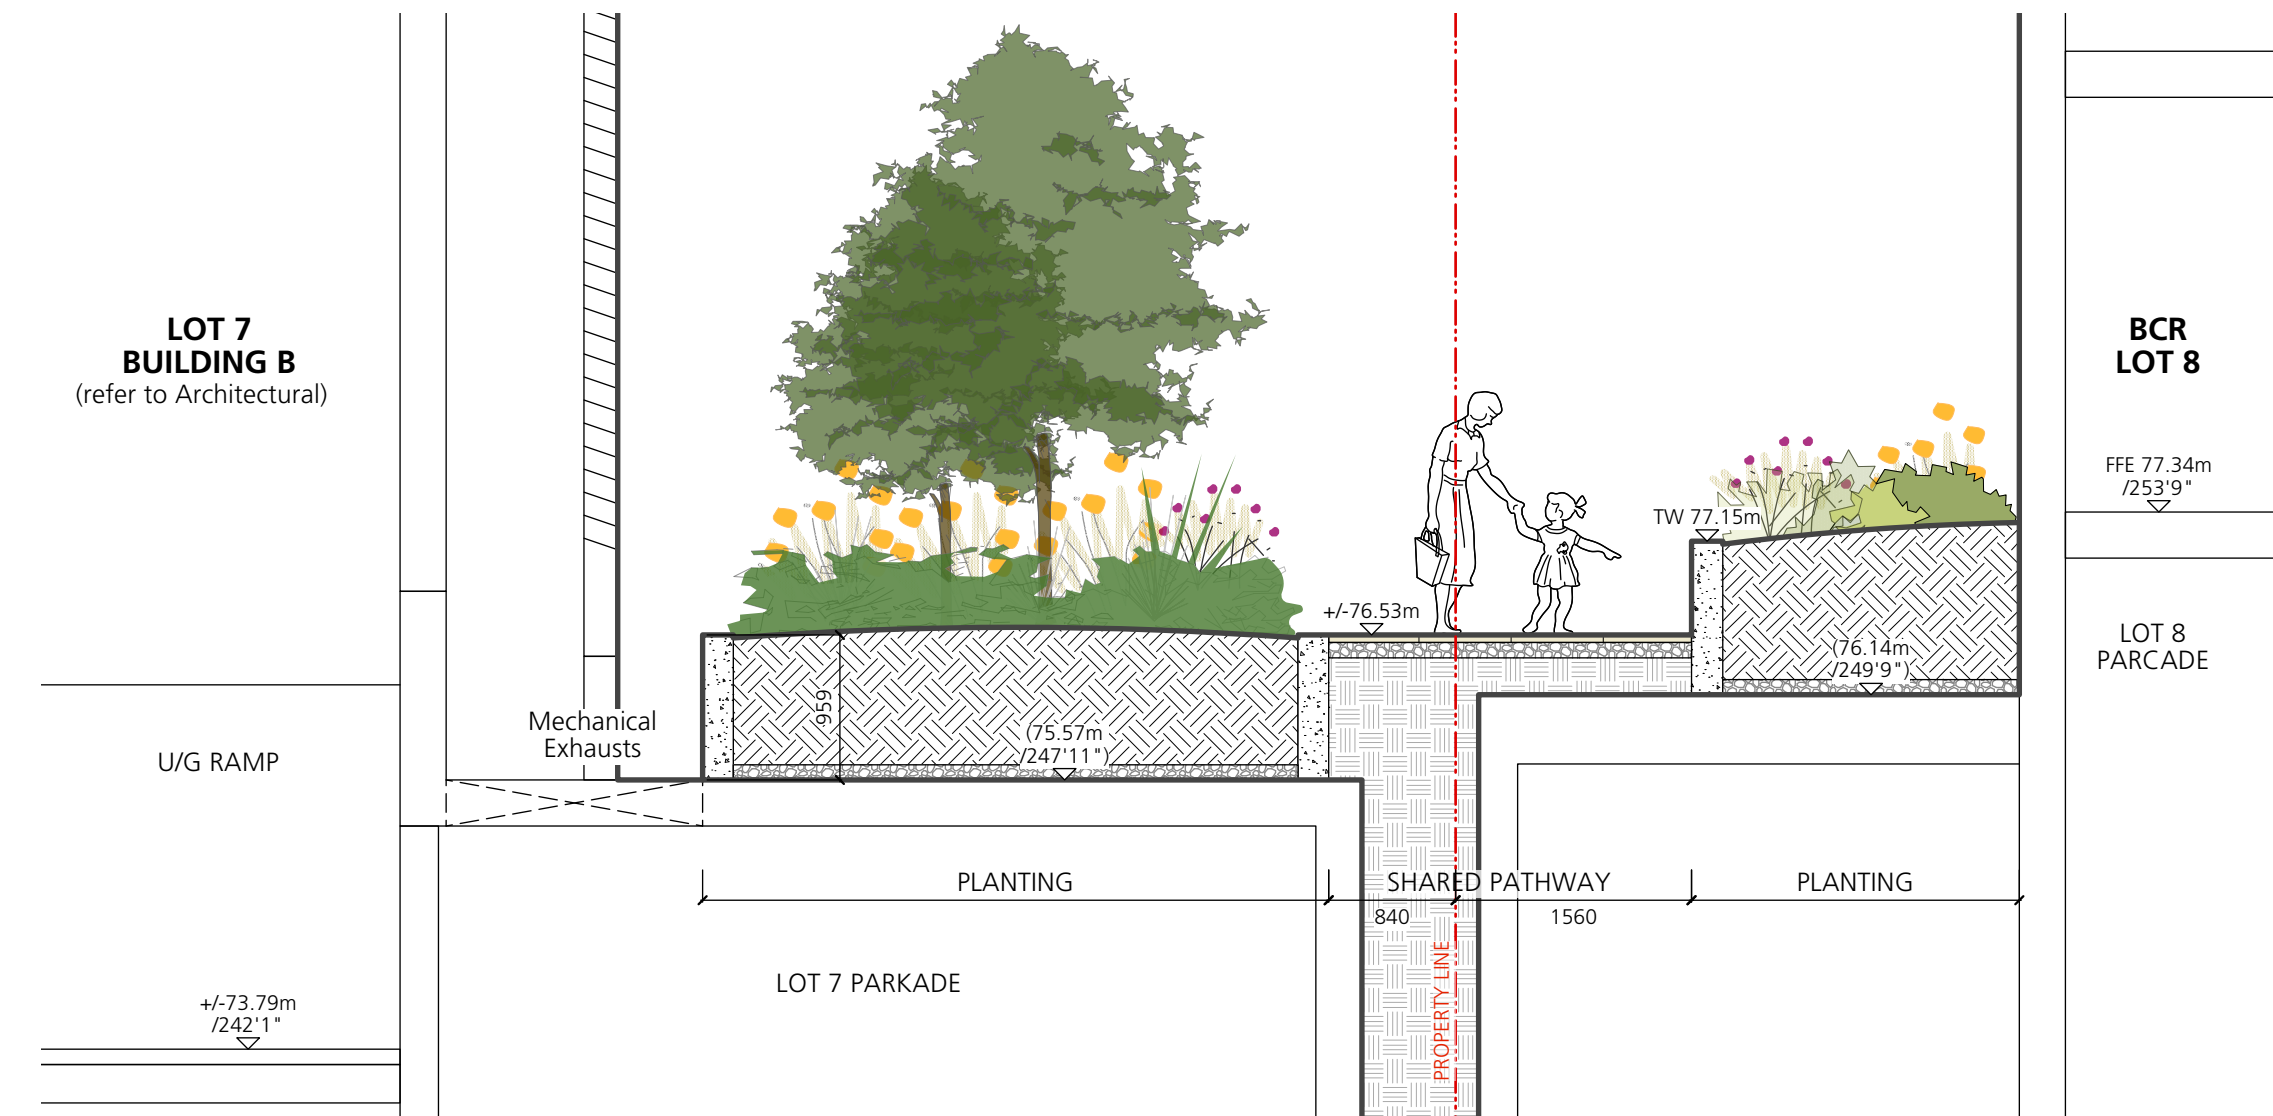 LOT 7
BUILDING B
(refer to Architectural)
BCR
LOT 8
FFE 77.34m
/253'9"
TW 77.15m
+/-76.53m
LOT 8
PARCADE
(76.14m
/249'9")
959
Mechanical
Exhausts
(75.57m
/247'11")
U/G RAMP
PLANTING
SHARED PATHWAY
PLANTING
840
1560
PROPERTY LINE
LOT 7 PARKADE
+/-73.79m
/242'1"